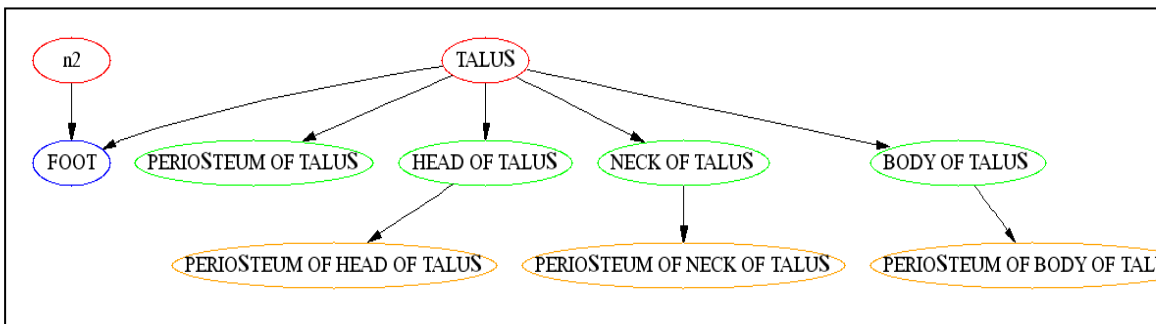 n2
TALUS
FOOT
PERIOSTEUM OF TALUS
HEAD OF TALUS
NECK OF TALUS
BODY OF TALUS
PERIOSTEUM OF HEAD OF TALUS
PERIOSTEUM OF NECK OF TALUS
PERIOSTEUM OF BODY OF TAL